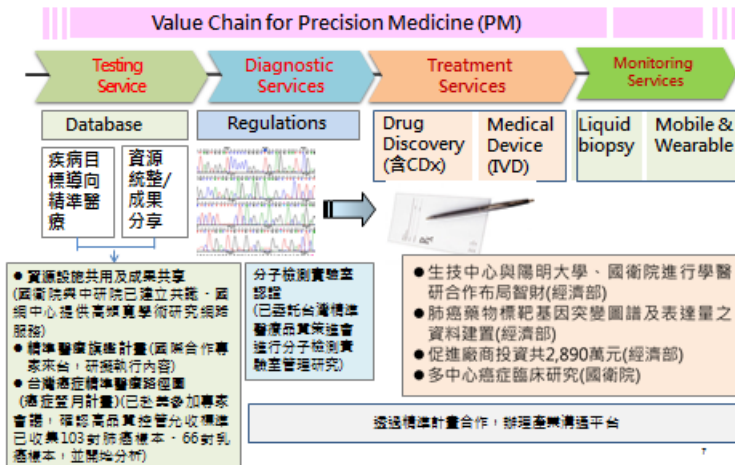 Value Chain for Precision Medicine (PM)
Testing
Service
Diagnostic
Services
Treatment
Services
Monitoring
Services
Database
Regulations
Drug
Discovery
(含CDx)
Medical
Device
(IVD)
Liquid
biopsy
Mobile &
Wearable
疾病目
標導向
精準醫
療
資源
統整/
成果
分享
● 資源設施共用及成果共享
(國衛院與中研院已建立共識、國
網中心提供高頻寬學術研究網路
服務)
● 精準醫療旗艦計畫(國際合作專
家來台，研擬執行內容)
● 台灣癌症精準醫療路徑圖
(癌症登月計畫)(已赴美參加專家
會議，確認高品質控管允收標準
已收集103對肺癌樣本、66對乳
癌樣本，並開始分析)
分子檢測實驗室
認證
(已委託台灣精準
醫療品質策進會
進行分子檢測實
驗室管理研究)
● 生技中心與陽明大學、國衛院進行學醫
研合作布局智財(經濟部)
● 肺癌藥物標靶基因突變圖譜及表達量之
資料建置(經濟部)
● 促進廠商投資共2,890萬元(經濟部)
● 多中心癌症臨床研究(國衛院)
透過精準計畫合作，辦理產業溝通平台
7